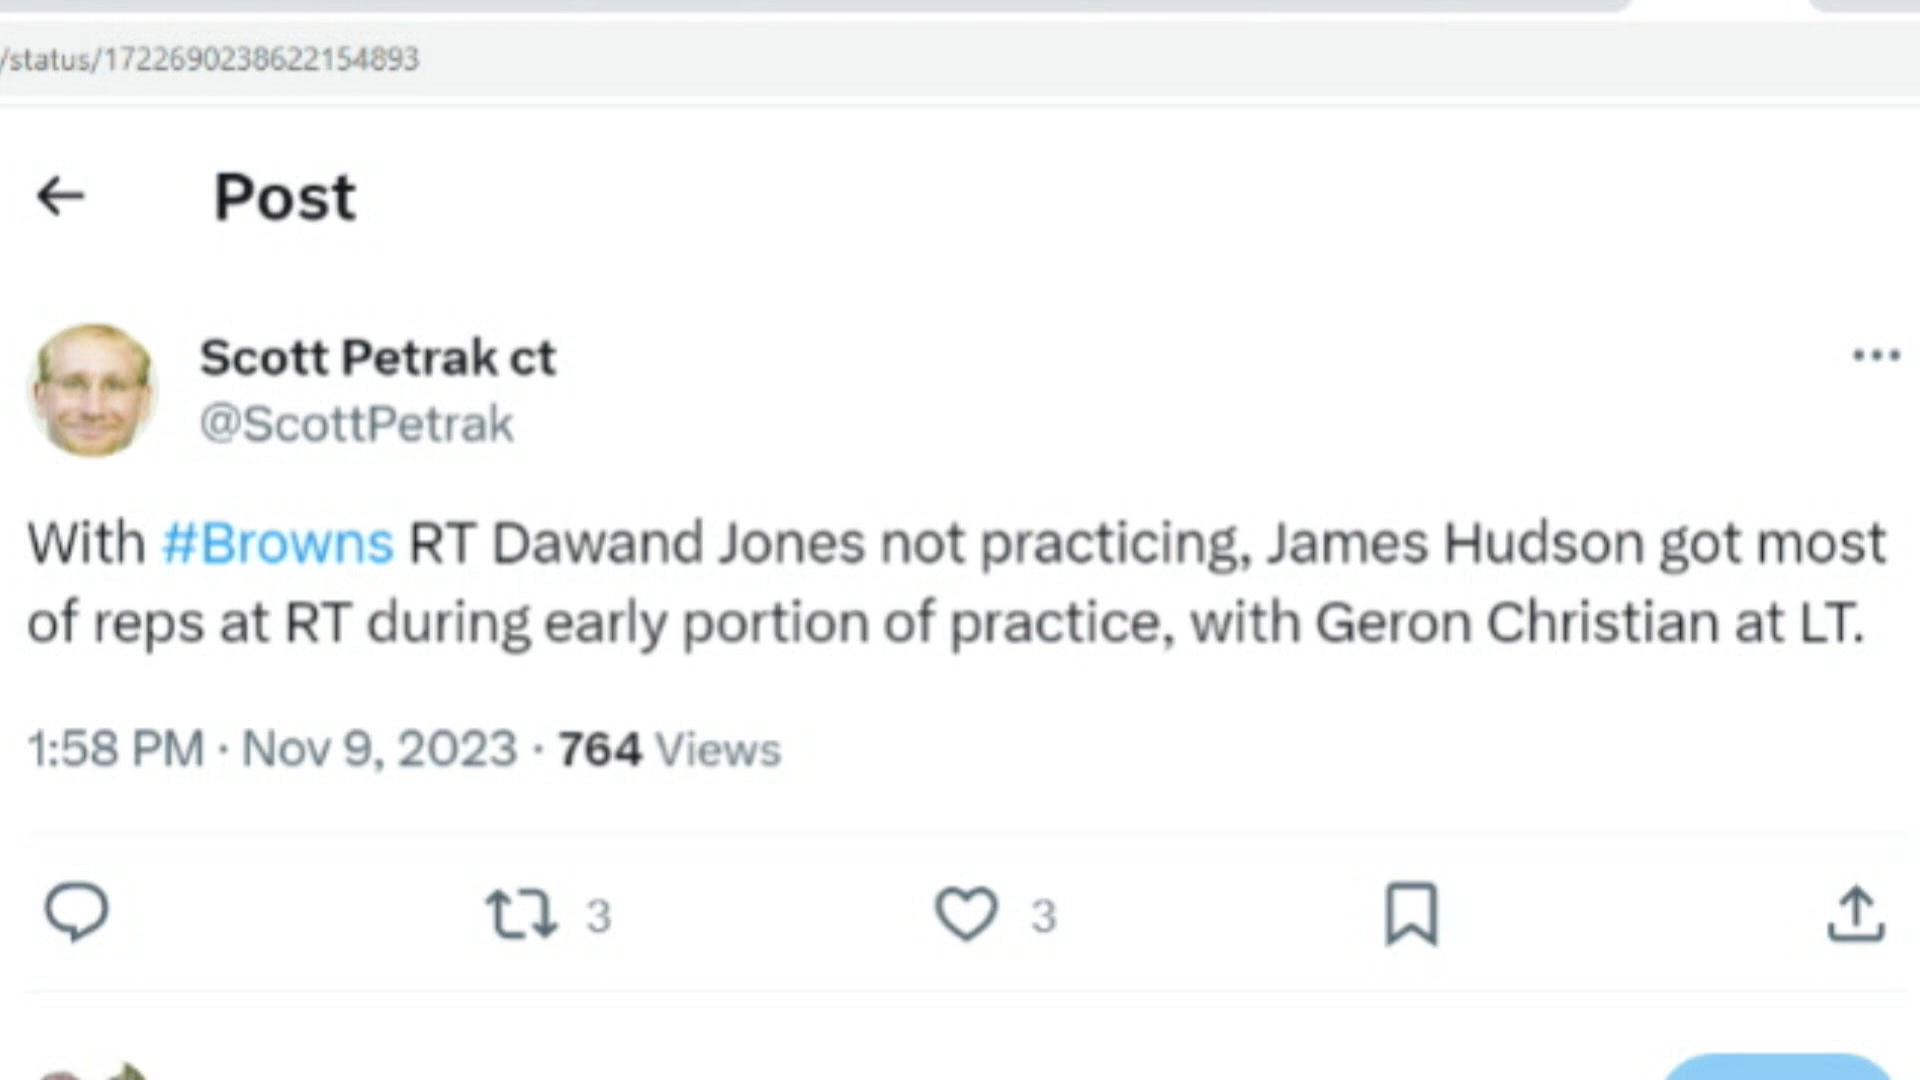 /status/1722690238622154893
Post
Scott Petrak ct
@ScottPetrak
With #Browns RT Dawand Jones not practicing, James Hudson got most
of reps at RT during early portion of practice, with Geron Christian at LT.
1:58 PM · Nov 9, 2023 · 764 Views
3 3